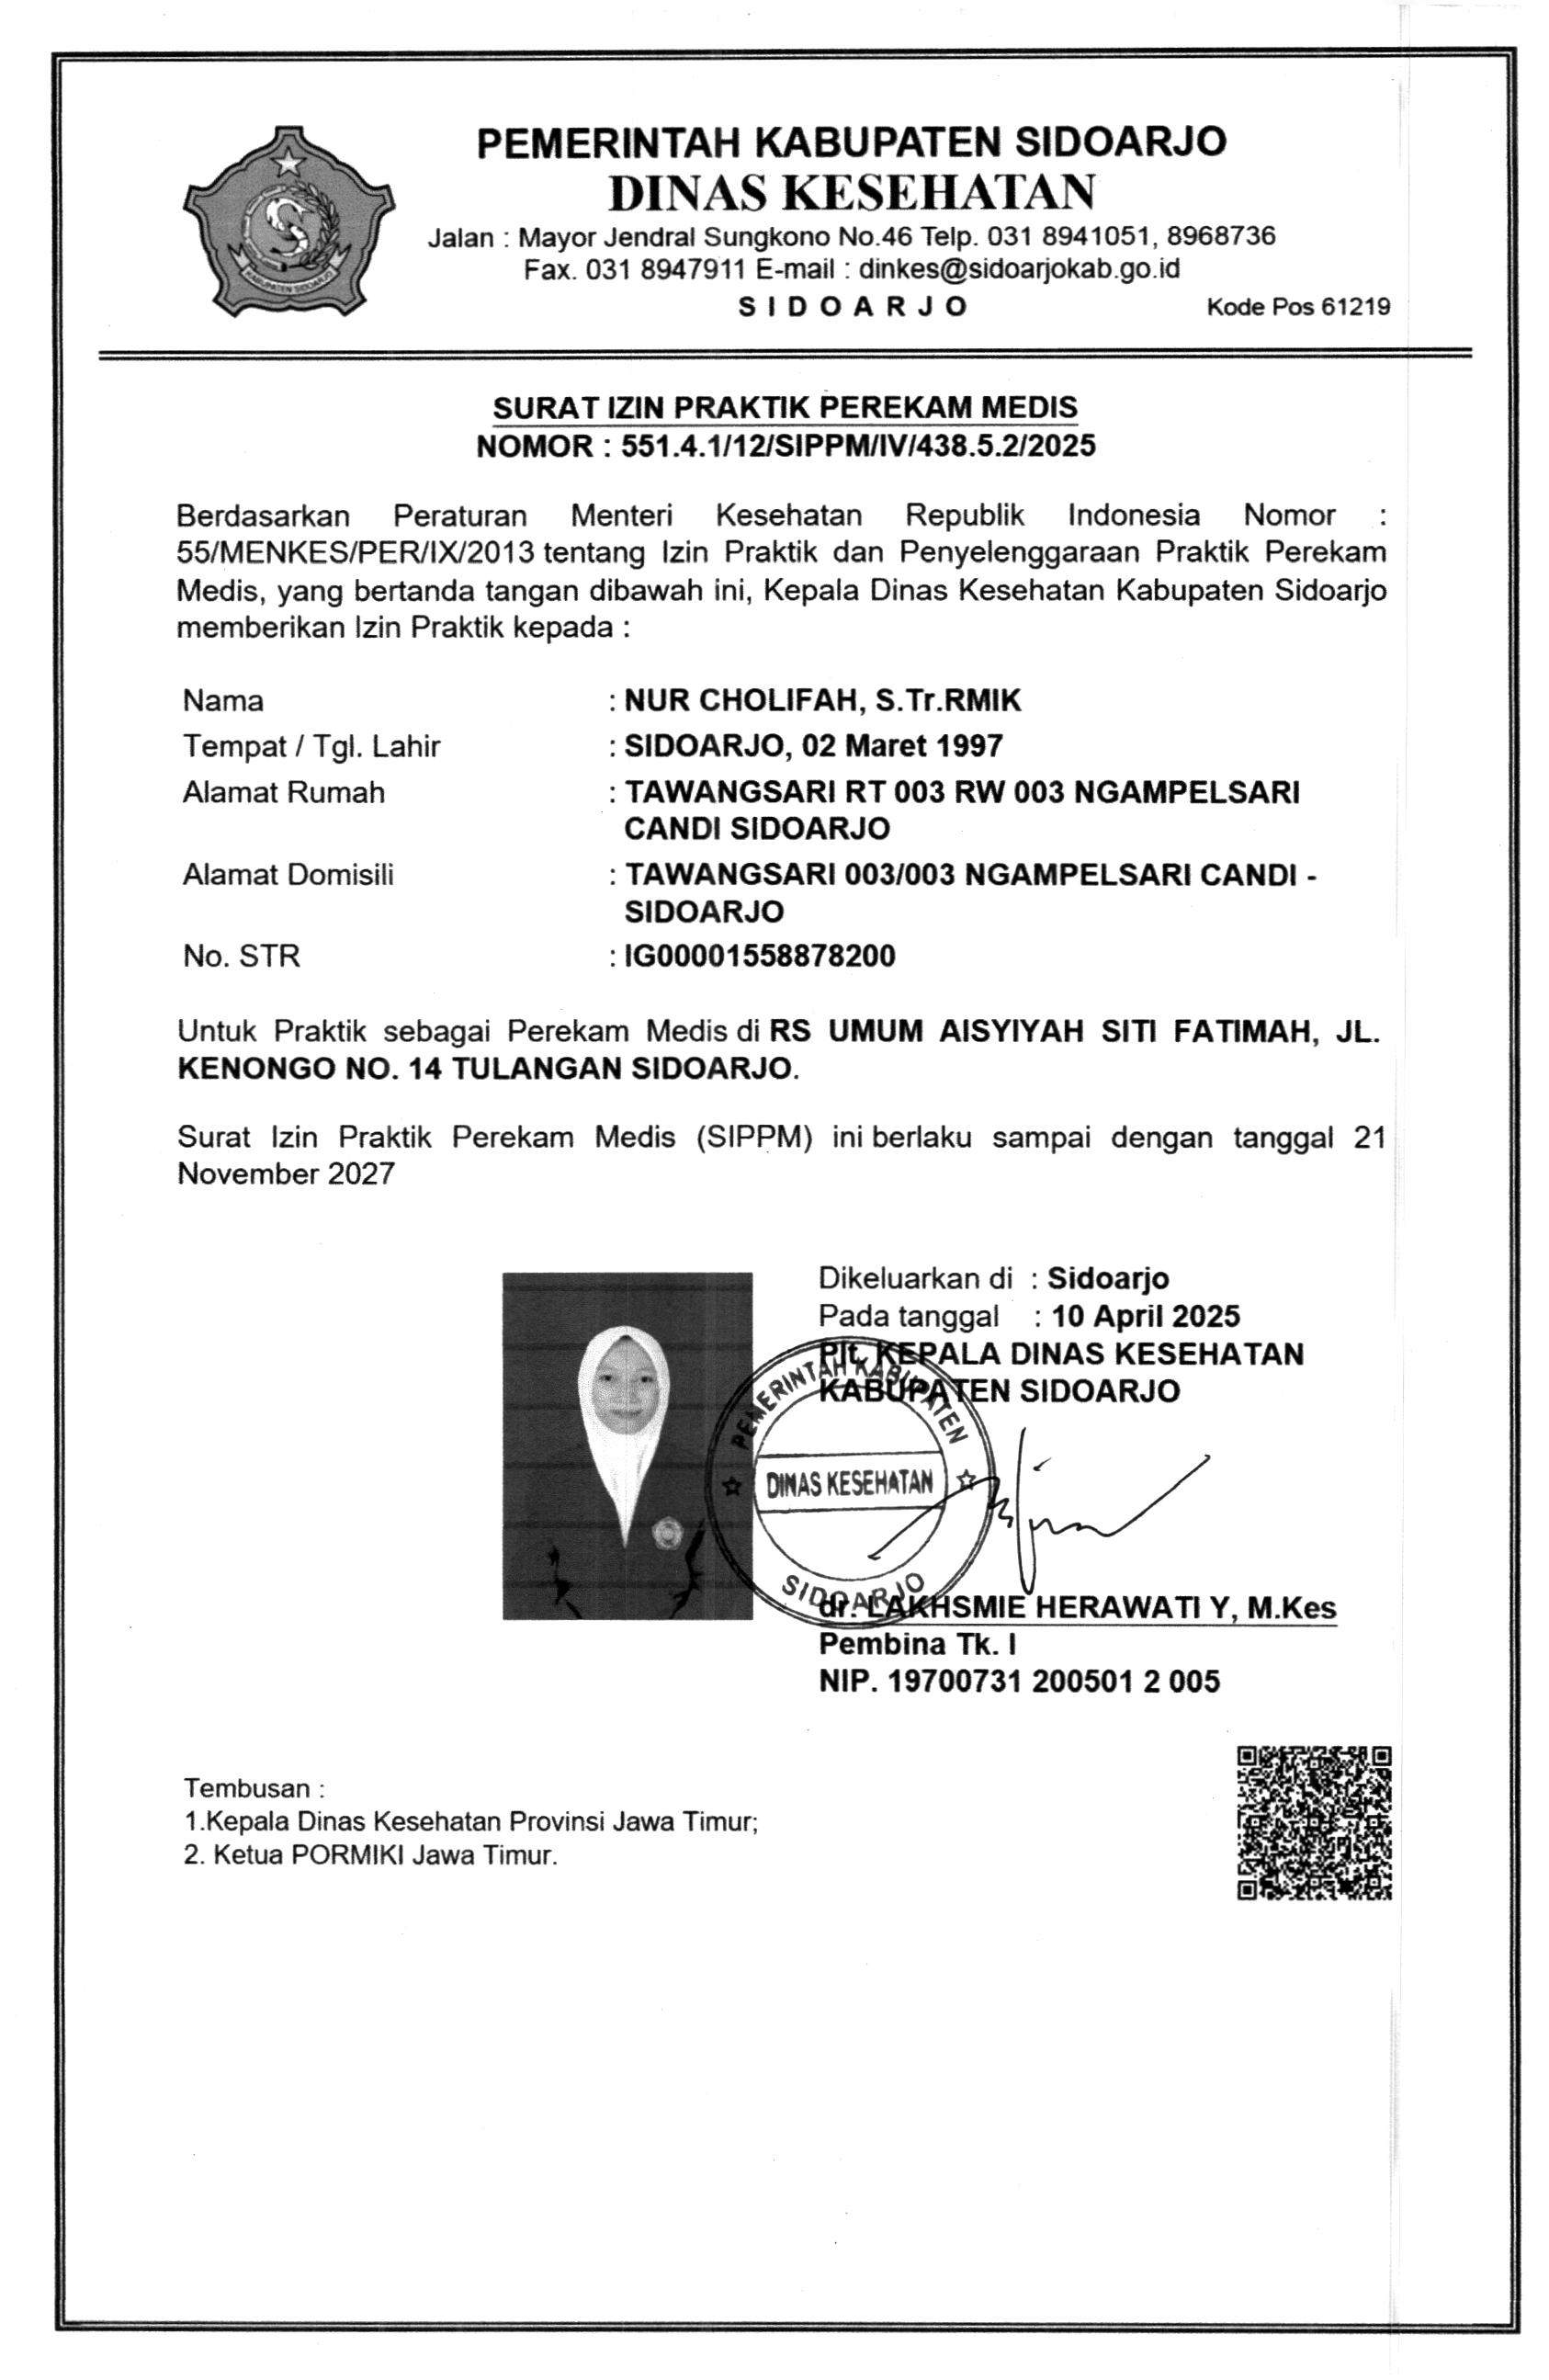 PEMERINTAH KABUPATEN SIDOARJO
DINAS KESEHATAN
Jalan : Mayor Jendral Sungkono No.46 Telp. 031 8941051, 8968736
Fax. 031 8947911 E-mail : dinkes@sidoarjokab.go.id
S I D O A R J O Kode Pos 61219
KABUPATEN SIDOARJO
SURAT IZIN PRAKTIK PEREKAM MEDIS
NOMOR : 551.4.1/12/SIPPM/IV/438.5.2/2025
Berdasarkan Peraturan Menteri Kesehatan Republik Indonesia Nomor :
55/MENKES/PER/IX/2013 tentang Izin Praktik dan Penyelenggaraan Praktik Perekam
Medis, yang bertanda tangan dibawah ini, Kepala Dinas Kesehatan Kabupaten Sidoarjo
memberikan Izin Praktik kepada :
Nama : NUR CHOLIFAH, S.Tr.RMIK
Tempat / Tgl. Lahir : SIDOARJO, 02 Maret 1997
Alamat Rumah : TAWANGSARI RT 003 RW 003 NGAMPELSARI
CANDI SIDOARJO
Alamat Domisili : TAWANGSARI 003/003 NGAMPELSARI CANDI -
SIDOARJO
No. STR : IG00001558878200
Untuk Praktik sebagai Perekam Medis di RS UMUM AISYIYAH SITI FATIMAH, JL.
KENONGO NO. 14 TULANGAN SIDOARJO.
Surat Izin Praktik Perekam Medis (SIPPM) ini berlaku sampai dengan tanggal 21
November 2027
Dikeluarkan di : Sidoarjo
Pada tanggal : 10 April 2025
Plt. KEPALA DINAS KESEHATAN
KABUPATEN SIDOARJO
PEMERINTAH KABUPATEN
DINAS KESEHATAN
SIDOARJO
dr. LAKHSMIE HERAWATI Y, M.Kes
Pembina Tk. I
NIP. 19700731 200501 2 005
Tembusan :
1.Kepala Dinas Kesehatan Provinsi Jawa Timur;
2. Ketua PORMIKI Jawa Timur.